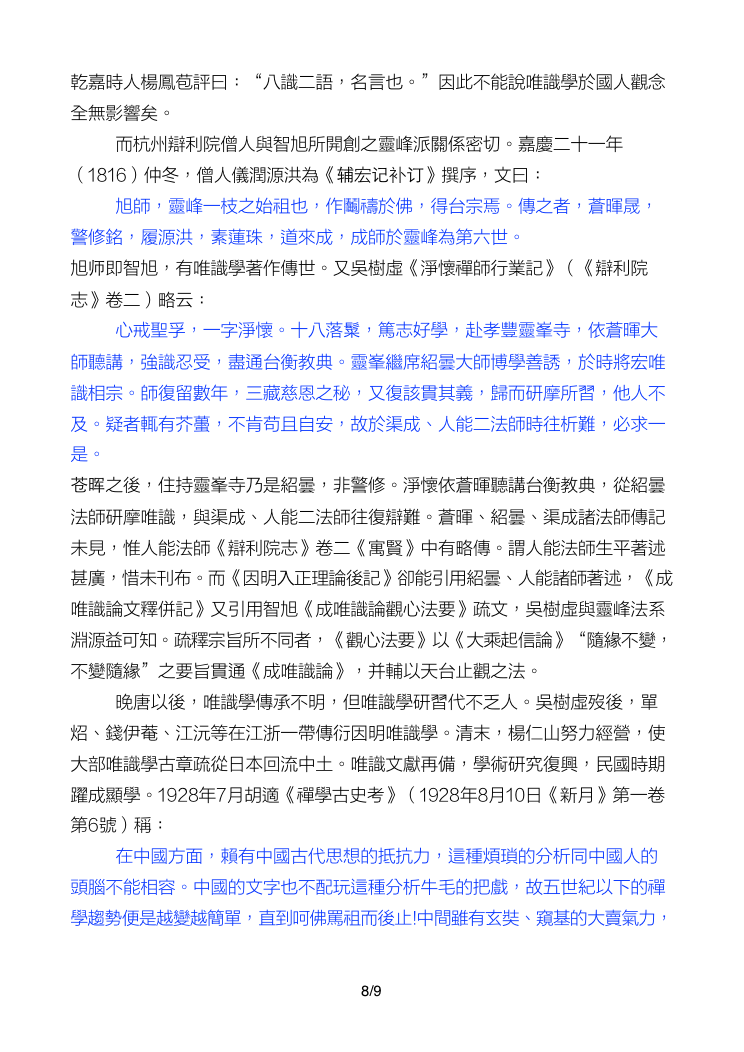 乾嘉時人楊鳳苞評曰：“八識二語，名言也。”因此不能說唯識學於國人觀念
全無影響矣。
而杭州辯利院僧人與智旭所開創之靈峰派關係密切。嘉慶二十一年
（1816）仲冬，僧人儀潤源洪為《辅宏记补订》撰序，文曰：
旭師，靈峰一枝之始祖也，作鬮禱於佛，得台宗焉。傳之者，蒼暉晟，
警修銘，履源洪，素蓮珠，道來成，成師於靈峰為第六世。
旭师即智旭，有唯識學著作傳世。又吳樹虛《淨懷禪師行業記》（《辯利院
志》卷二）略云：
心戒聖孚，一字淨懷。十八落髮，篤志好學，赴孝豐靈峯寺，依蒼暉大
師聽講，強識忍受，盡通台衡教典。靈峯繼席紹曇大師博學善誘，於時將宏唯
識相宗。師復留數年，三藏慈恩之秘，又復該貫其義，歸而研摩所習，他人不
及。疑者輒有芥蘁，不肯苟且自安，故於渠成、人能二法師時往析難，必求一
是。
苍晖之後，住持靈峯寺乃是紹曇，非警修。淨懷依蒼暉聽講台衡教典，從紹曇
法師研摩唯識，與渠成、人能二法師往復辯難。蒼暉、紹曇、渠成諸法師傳記
未見，惟人能法師《辯利院志》卷二《寓賢》中有略傳。謂人能法師生平著述
甚廣，惜未刊布。而《因明入正理論後記》卻能引用紹曇、人能諸師著述，《成
唯識論文釋併記》又引用智旭《成唯識論觀心法要》疏文，吳樹虛與靈峰法系
淵源益可知。疏釋宗旨所不同者，《觀心法要》以《大乘起信論》“隨緣不變，
不變隨緣”之要旨貫通《成唯識論》，并輔以天台止觀之法。
晚唐以後，唯識學傳承不明，但唯識學研習代不乏人。吳樹虛歿後，單
炤、錢伊菴、江沅等在江浙一帶傳衍因明唯識學。清末，楊仁山努力經營，使
大部唯識學古章疏從日本回流中土。唯識文獻再備，學術研究復興，民國時期
躍成顯學。1928年7月胡適《禪學古史考》（1928年8月10日《新月》第一卷
第6號）稱：
在中國方面，賴有中國古代思想的抵抗力，這種煩瑣的分析同中國人的
頭腦不能相容。中國的文字也不配玩這種分析牛毛的把戲，故五世紀以下的禪
學趨勢便是越變越簡單，直到呵佛罵祖而後止!中間雖有玄奘、窺基的大賣氣力，
8/9